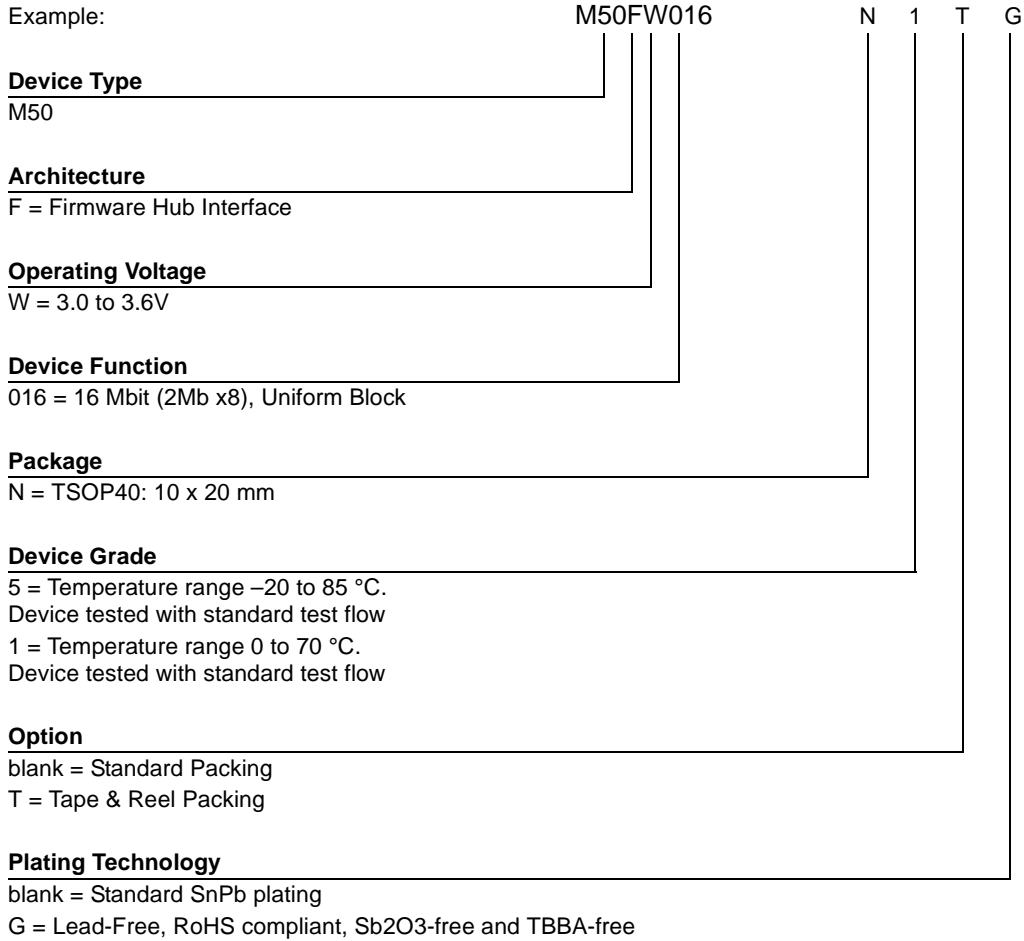 Example: M50FW016 N 1 T G
Device Type
M50
Architecture
F = Firmware Hub Interface
Operating Voltage
W = 3.0 to 3.6V
Device Function
016 = 16 Mbit (2Mb x8), Uniform Block
Package
N = TSOP40: 10 x 20 mm
Device Grade
5 = Temperature range –20 to 85 °C.
Device tested with standard test flow
1 = Temperature range 0 to 70 °C.
Device tested with standard test flow
Option
blank = Standard Packing
T = Tape & Reel Packing
Plating Technology
blank = Standard SnPb plating
G = Lead-Free, RoHS compliant, Sb2O3-free and TBBA-free